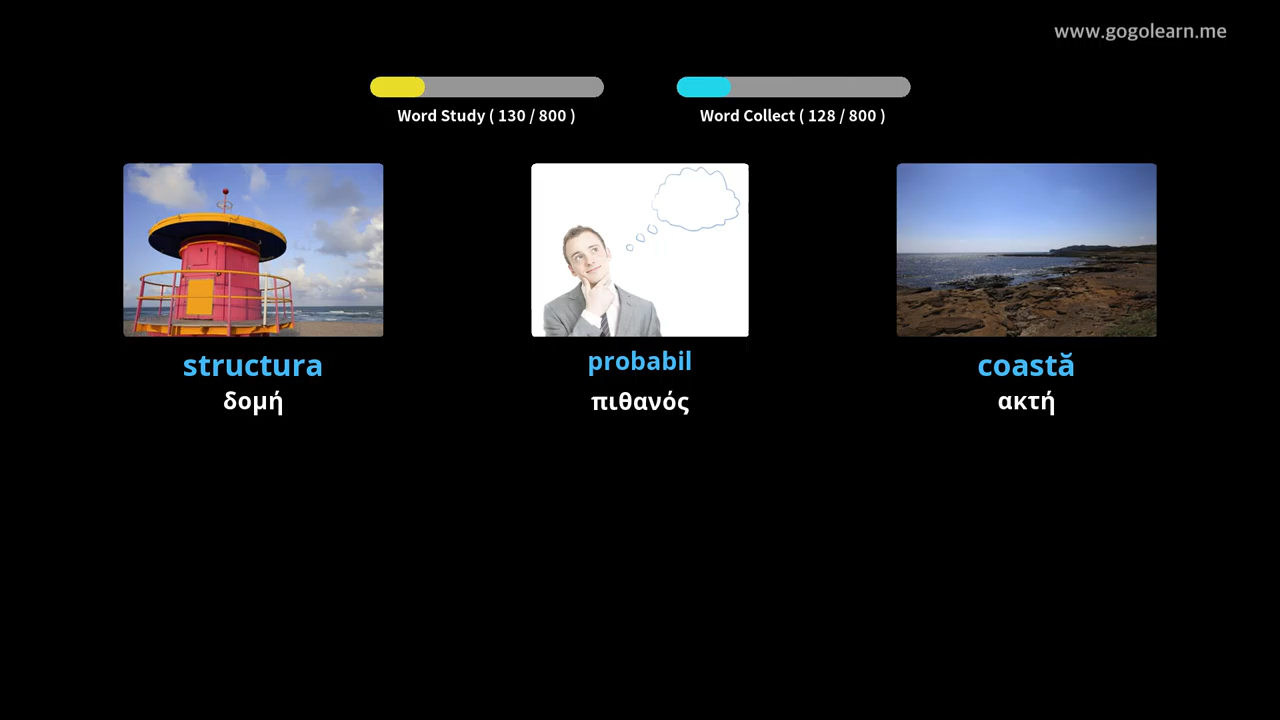 www.gogolearn.me
Word Study ( 130 / 800 )
Word Collect ( 128 / 800 )
structura
probabil
coastă
δομή
πιθανός
ακτή